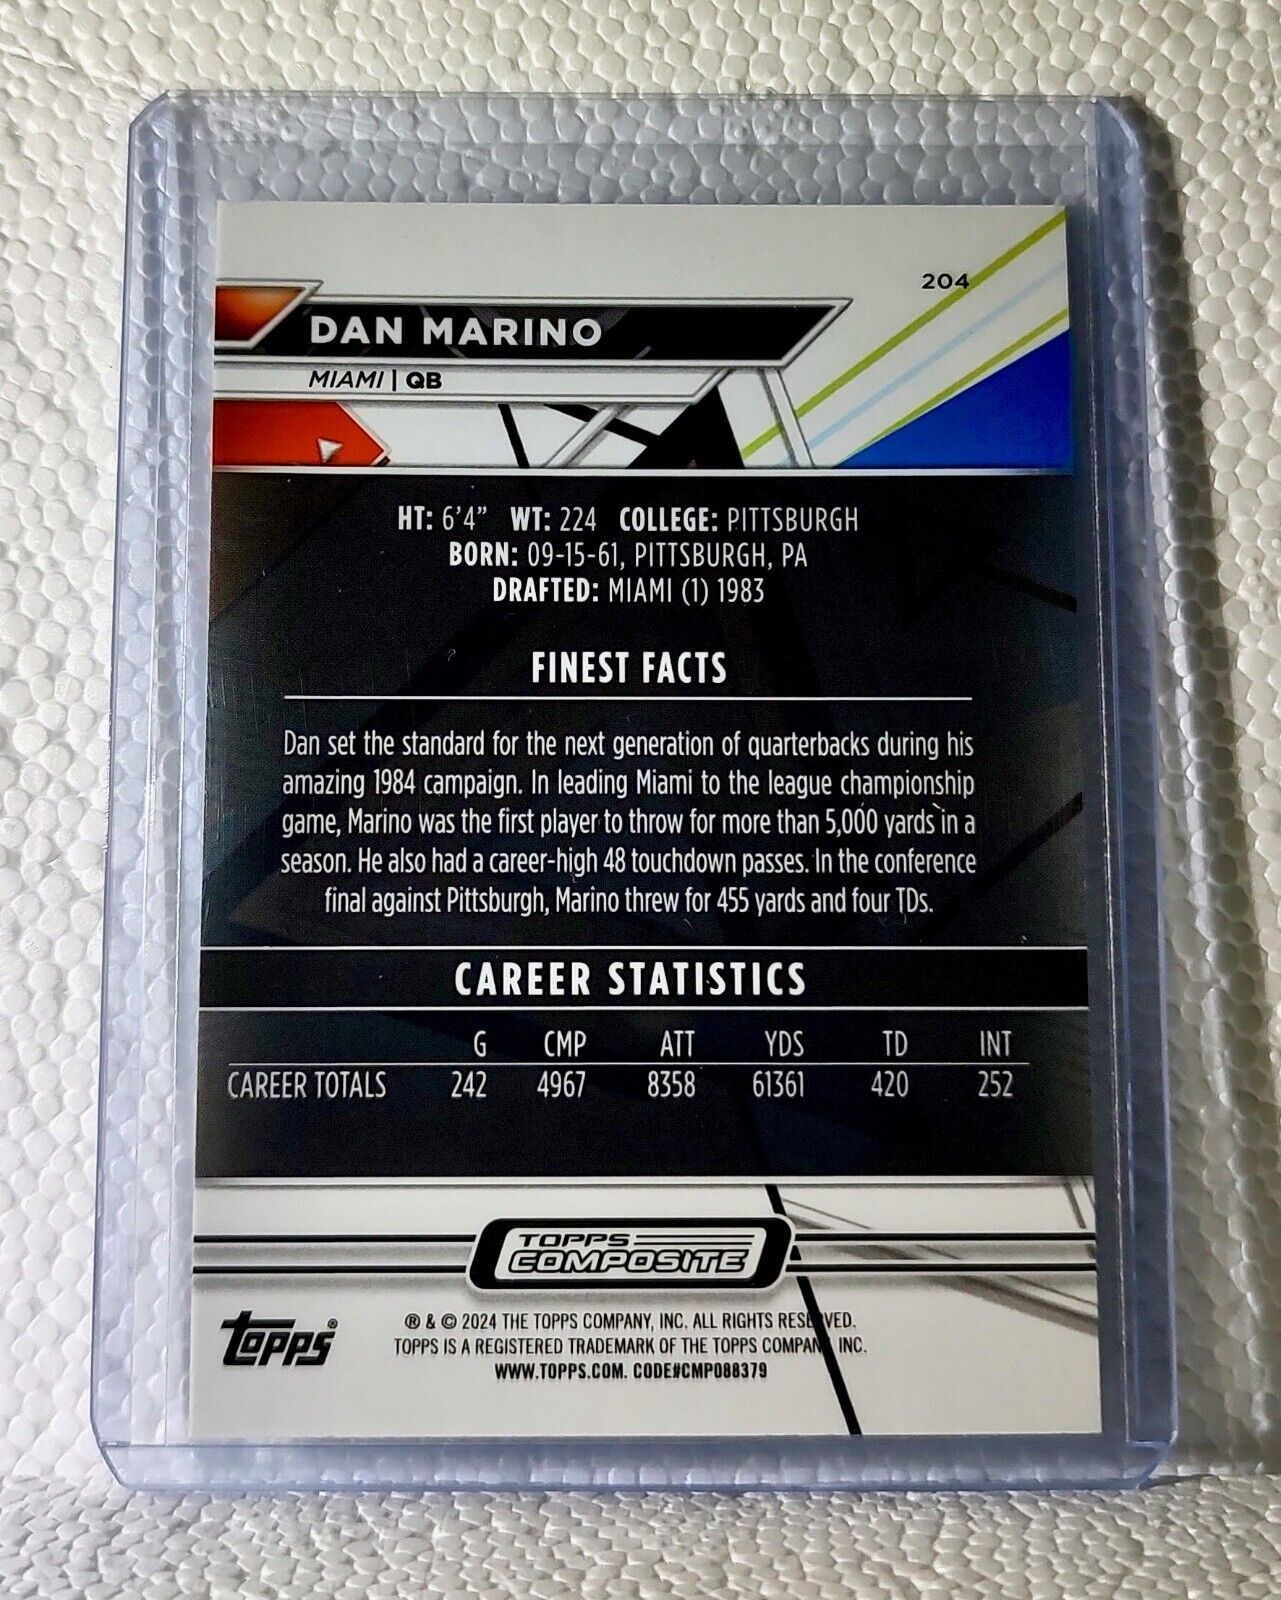 204
DAN MARINO
MIAMI | QB
HT: 6'4" WT: 224 COLLEGE: PITTSBURGH
BORN: 09-15-61, PITTSBURGH, PA
DRAFTED: MIAMI (1) 1983
FINEST FACTS
Dan set the standard for the next generation of quarterbacks during his
amazing 1984 campaign. In leading Miami to the league championship
game, Marino was the first player to throw for more than 5,000 yards in a
season. He also had a career-high 48 touchdown passes. In the conference
final against Pittsburgh, Marino threw for 455 yards and four TDs.
CAREER STATISTICS
G CMP ATT YDS TD INT
CAREER TOTALS 242 4967 8358 61361 420 252
TOPPS
COMPOSITE
topps®
® & © 2024 THE TOPPS COMPANY, INC. ALL RIGHTS RESERVED.
TOPPS IS A REGISTERED TRADEMARK OF THE TOPPS COMPANY, INC.
WWW.TOPPS.COM. CODE#CMP088379